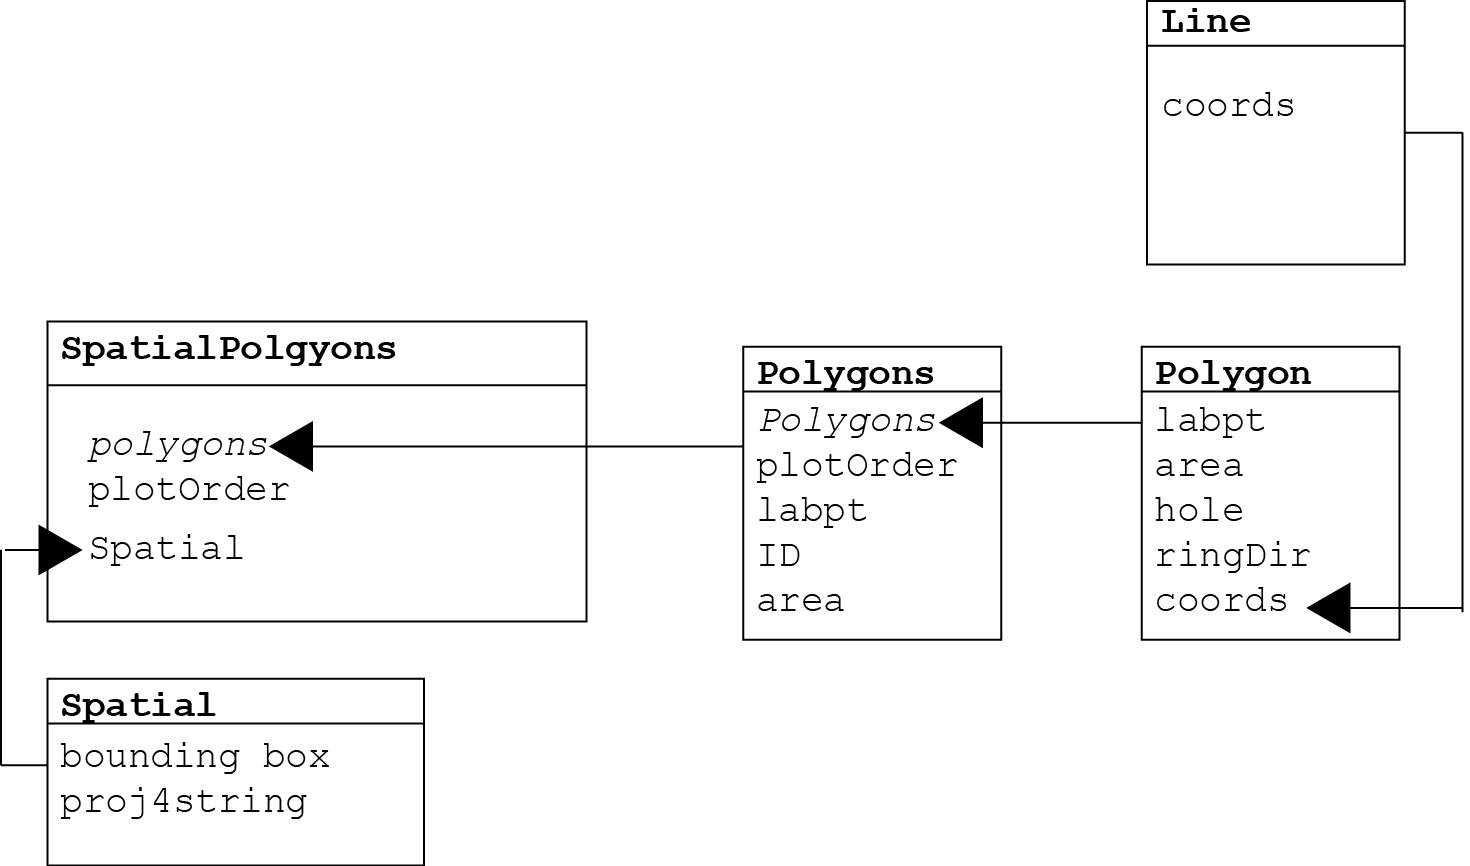 Line
coords
SpatialPolgyons
polygons
plotOrder
Spatial
Polygons
Polygons
plotOrder
labpt
ID
area
Polygon
labpt
area
hole
ringDir
coords
Spatial
bounding box
proj4string